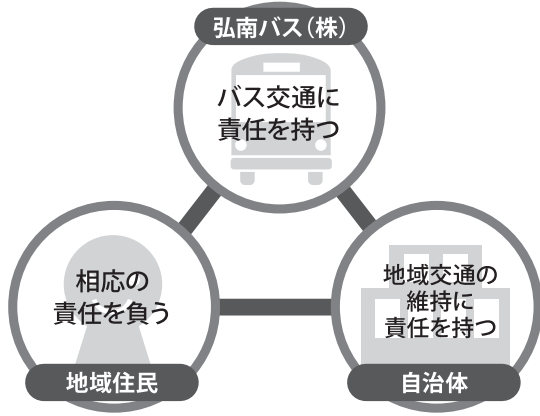 弘南バス（株）
バス交通に
責任を持つ
相応の
責任を負う
地域住民
地域交通の
維持に
責任を持つ
自治体